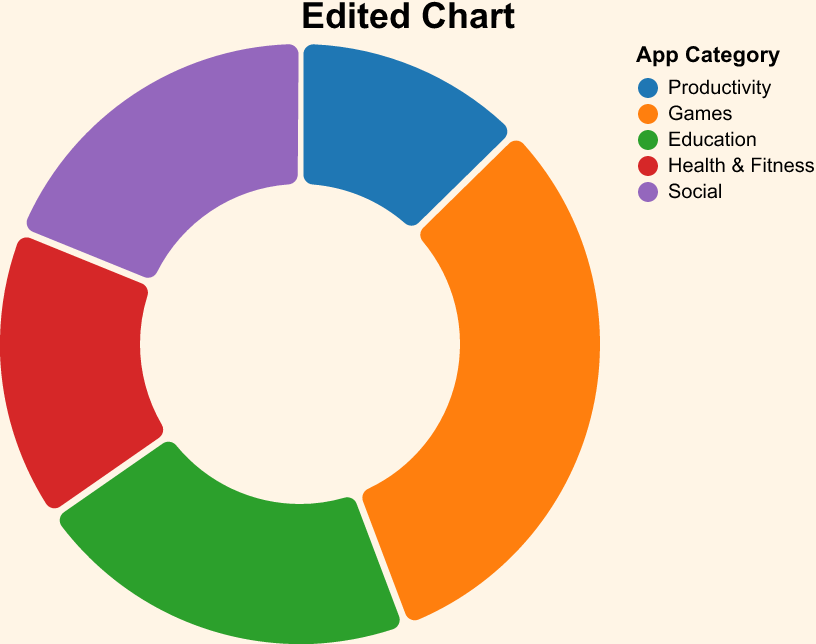 Edited Chart
App Category
Productivity
Games
Education
Health & Fitness
Social